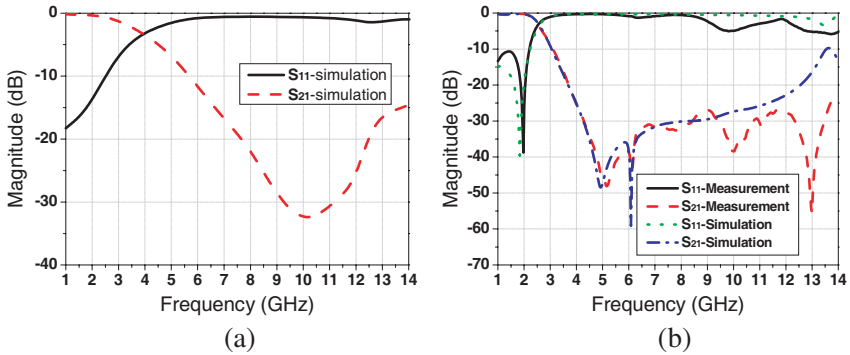 0
-10
-20
-30
-40
Magnitude (dB)
S11-simulation
S21-simulation
1 2 3 4 5 6 7 8 9 10 11 12 13 14
Frequency (GHz)
(a)
0
-10
-20
-30
-40
-50
-60
-70
Magnitude (dB)
S11-Measurement
S21-Measurement
S11-Simulation
S21-Simulation
1 2 3 4 5 6 7 8 9 10 11 12 13 14
Frequency (GHz)
(b)